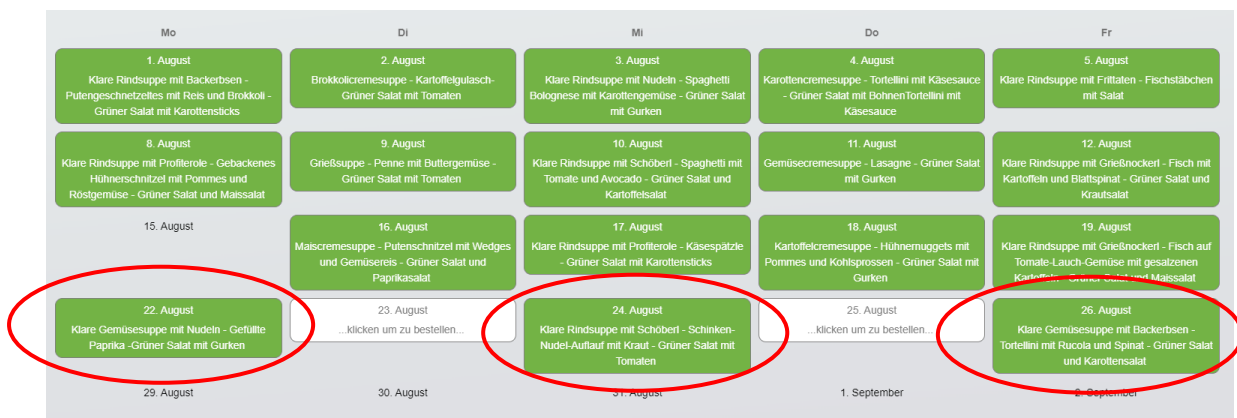 Mo
Di
Mi
Do
Fr
1. August
Klare Rindsuppe mit Backerbsen -
Putengeschnetzeltes mit Reis und Brokkoli -
Grüner Salat mit Karottensticks
2. August
Brokkolicremesuppe - Kartoffelgulasch-
Grüner Salat mit Tomaten
3. August
Klare Rindsuppe mit Nudeln - Spaghetti
Bolognese mit Karottengemüse - Grüner Salat
mit Gurken
4. August
Karottencremesuppe - Tortellini mit Käsesauce
- Grüner Salat mit BohnenTortellini mit
Käsesauce
5. August
Klare Rindsuppe mit Frittaten - Fischstäbchen
mit Salat
8. August
Klare Rindsuppe mit Profiterole - Gebackenes
Hühnerschnitzel mit Pommes und
Röstgemüse - Grüner Salat und Maissalat
9. August
Grießsuppe - Penne mit Buttergemüse -
Grüner Salat mit Tomaten
10. August
Klare Rindsuppe mit Schöberl - Spaghetti mit
Tomate und Avocado - Grüner Salat und
Kartoffelsalat
11. August
Gemüsecremesuppe - Lasagne - Grüner Salat
mit Gurken
12. August
Klare Rindsuppe mit Grießnockerl - Fisch mit
Kartoffeln und Blattspinat - Grüner Salat und
Krautsalat
15. August
16. August
Maiscremesuppe - Putenschnitzel mit Wedges
und Gemüsereis - Grüner Salat und
Paprikasalat
17. August
Klare Rindsuppe mit Profiterole - Käsespätzle
- Grüner Salat mit Karottensticks
18. August
Kartoffelcremesuppe - Hühnernuggets mit
Pommes und Kohlsprossen - Grüner Salat mit
Gurken
19. August
Klare Rindsuppe mit Grießnockerl - Fisch auf
Tomate-Lauch-Gemüse mit gesalzenen
Kartoffeln - Grüner Salat und Maissalat
22. August
Klare Gemüsesuppe mit Nudeln - Gefüllte
Paprika -Grüner Salat mit Gurken
23. August
...klicken um zu bestellen...
24. August
Klare Rindsuppe mit Schöberl - Schinken-
Nudel-Auflauf mit Kraut - Grüner Salat mit
Tomaten
25. August
...klicken um zu bestellen...
26. August
Klare Gemüsesuppe mit Backerbsen -
Tortellini mit Rucola und Spinat - Grüner Salat
und Karottensalat
29. August
30. August
31. August
1. September
2. September